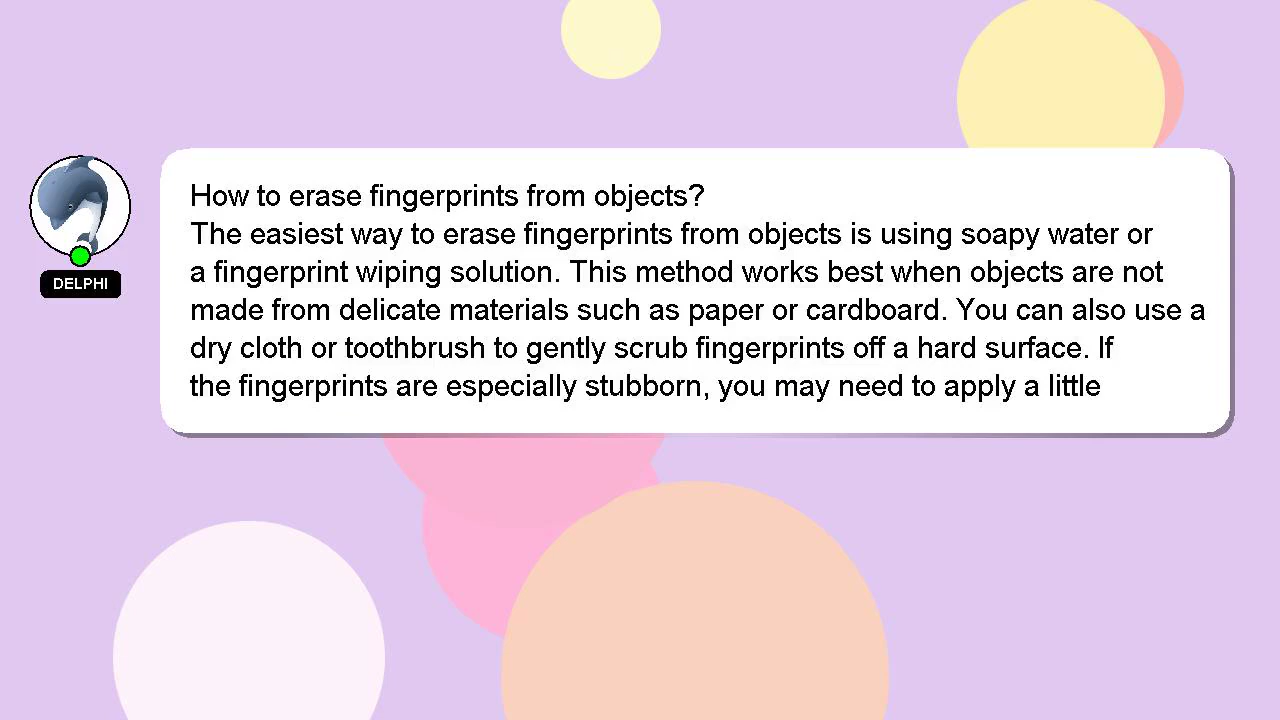 How to erase fingerprints from objects?
The easiest way to erase fingerprints from objects is using soapy water or
a fingerprint wiping solution. This method works best when objects are not
made from delicate materials such as paper or cardboard. You can also use a
dry cloth or toothbrush to gently scrub fingerprints off a hard surface. If
the fingerprints are especially stubborn, you may need to apply a little
DELPHI